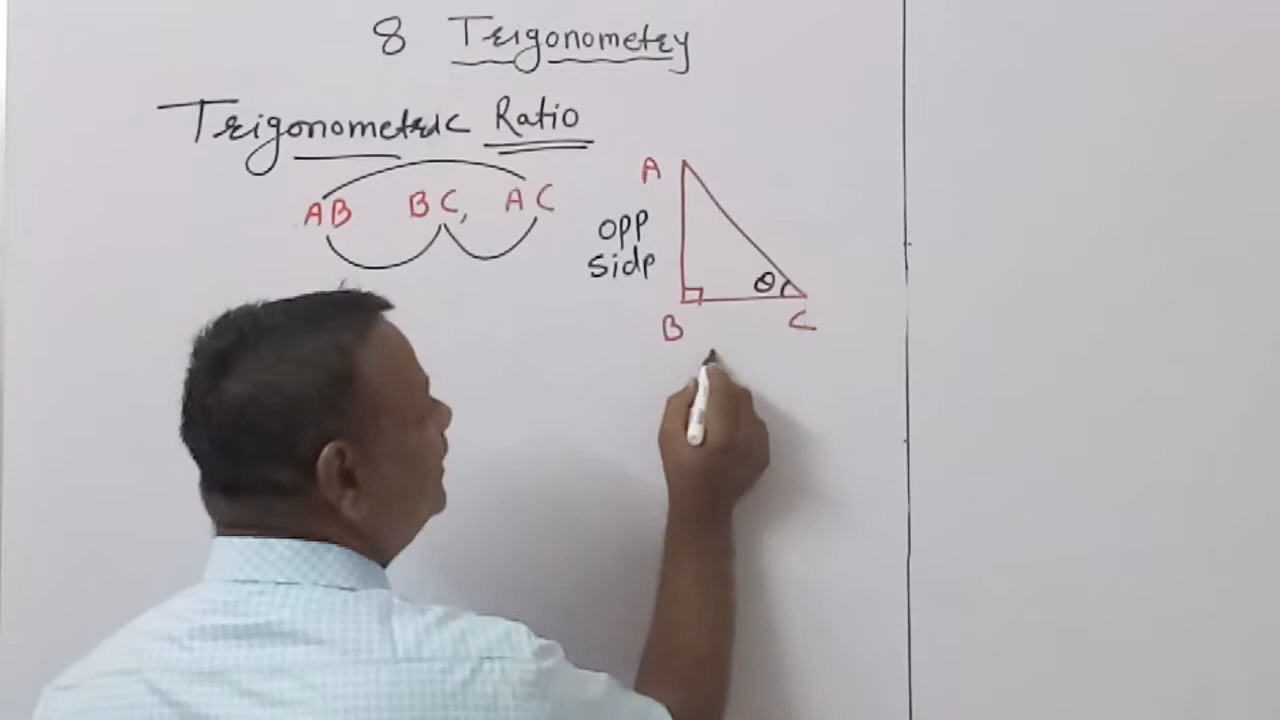 8 Trigonometry
Trigonometric Ratio
AB BC, AC
A
opp
side
θ
B
C